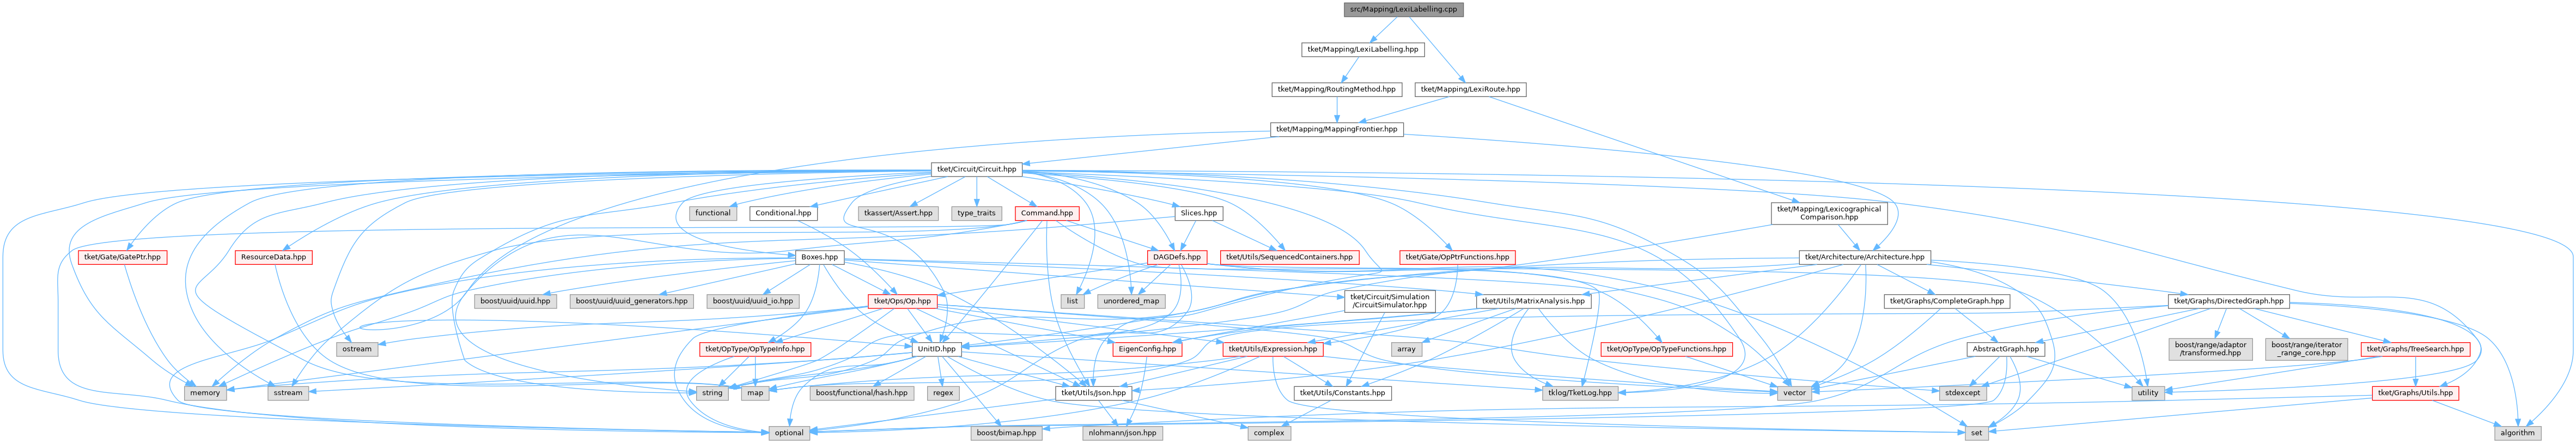 src/Mapping/LexiLabelling.cpp
tket/Mapping/LexiLabelling.hpp
tket/Mapping/RoutingMethod.hpp
tket/Mapping/LexiRoute.hpp
tket/Mapping/MappingFrontier.hpp
tket/Circuit/Circuit.hpp
functional
Conditional.hpp
tkassert/Assert.hpp
type_traits
Command.hpp
Slices.hpp
tket/Mapping/Lexicographical
Comparison.hpp
tket/Gate/GatePtr.hpp
ResourceData.hpp
Boxes.hpp
DAGDefs.hpp
tket/Utils/SequencedContainers.hpp
tket/Gate/OpPtrFunctions.hpp
tket/Architecture/Architecture.hpp
boost/uuid/uuid.hpp
boost/uuid/uuid_generators.hpp
boost/uuid/uuid_io.hpp
tket/Ops/Op.hpp
list
unordered_map
tket/Circuit/Simulation
/CircuitSimulator.hpp
tket/Utils/MatrixAnalysis.hpp
tket/Graphs/CompleteGraph.hpp
tket/Graphs/DirectedGraph.hpp
ostream
tket/OpType/OpTypeInfo.hpp
UnitID.hpp
EigenConfig.hpp
tket/Utils/Expression.hpp
array
tket/OpType/OpTypeFunctions.hpp
AbstractGraph.hpp
boost/range/adaptor
/transformed.hpp
boost/range/iterator
_range_core.hpp
tket/Graphs/TreeSearch.hpp
memory
sstream
string
map
boost/functional/hash.hpp
regex
tket/Utils/Json.hpp
tket/Utils/Constants.hpp
tklog/TketLog.hpp
vector
stdexcept
utility
tket/Graphs/Utils.hpp
optional
boost/bimap.hpp
nlohmann/json.hpp
complex
set
algorithm